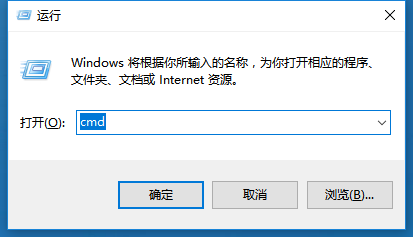 运行
Windows 将根据你所输入的名称，为你打开相应的程序、
文件夹、文档或 Internet 资源。
打开(O): cmd
确定 取消 浏览(B)...